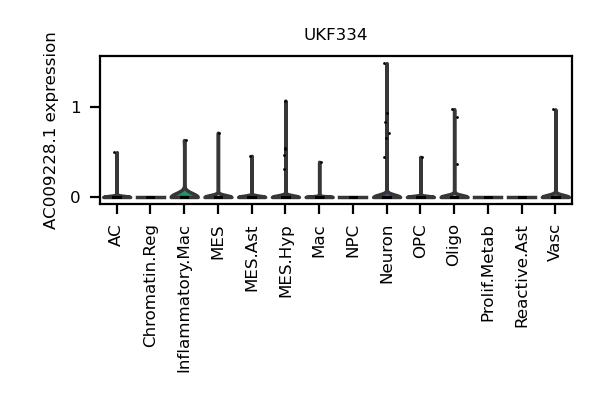 UKF334
AC009228.1 expression
1
0
AC
Chromatin.Reg
Inflammatory.Mac
MES
MES.Ast
MES.Hyp
Mac
NPC
Neuron
OPC
Oligo
Prolif.Metab
Reactive.Ast
Vasc